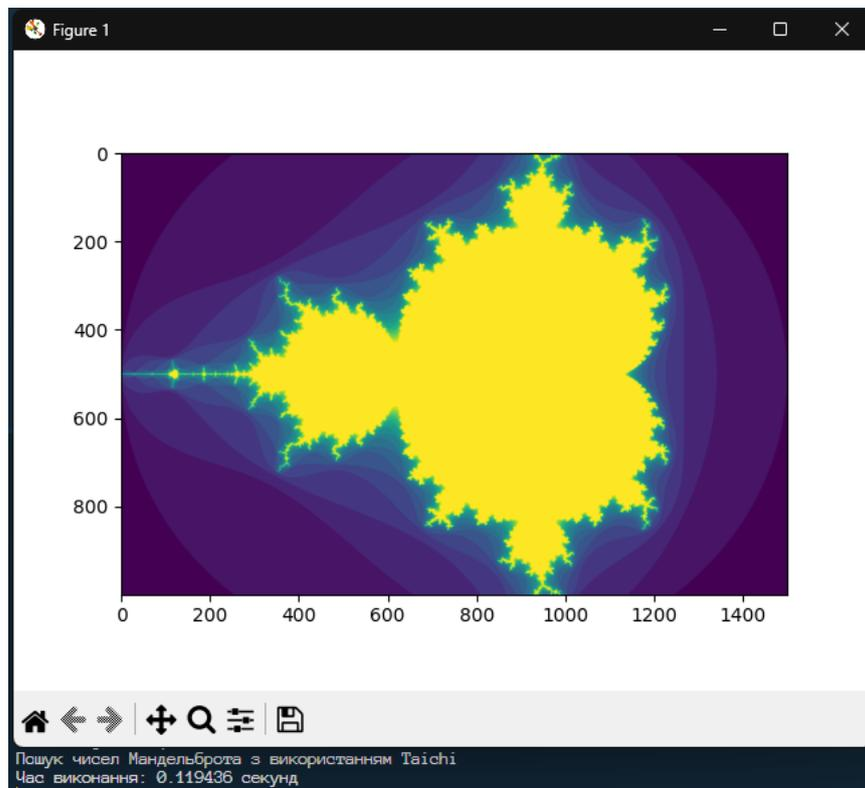 Figure 1
0
200
400
600
800
0 200 400 600 800 1000 1200 1400
Пошук чисел Мандельброта з використанням Taichi
Час виконання: 0.119436 секунд